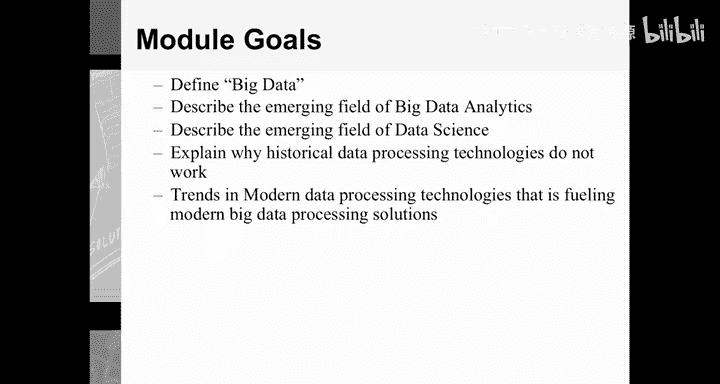 Module Goals
bilibili
– Define “Big Data”
– Describe the emerging field of Big Data Analytics
– Describe the emerging field of Data Science
– Explain why historical data processing technologies do not
work
– Trends in Modern data processing technologies that is fueling
modern big data processing solutions